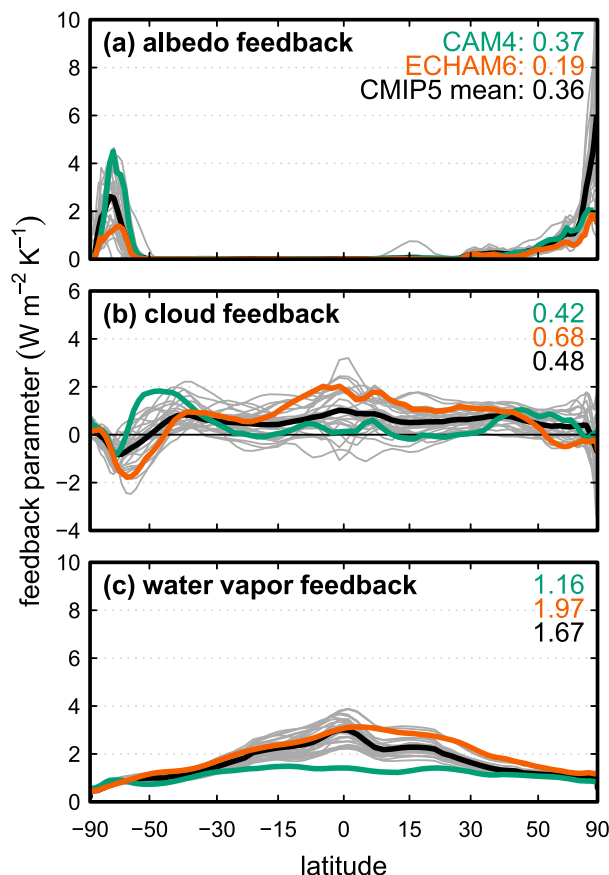 10
(a) albedo feedback
CAM4: 0.37
ECHAM6: 0.19
CMIP5 mean: 0.36
8
6
4
2
0
6
(b) cloud feedback
0.42
0.68
0.48
4
2
0
−2
−4
feedback parameter (W m−2 K−1)
10
(c) water vapor feedback
1.16
1.97
1.67
8
6
4
2
0
−90 −50 −30 −15 0 15 30 50 90
latitude